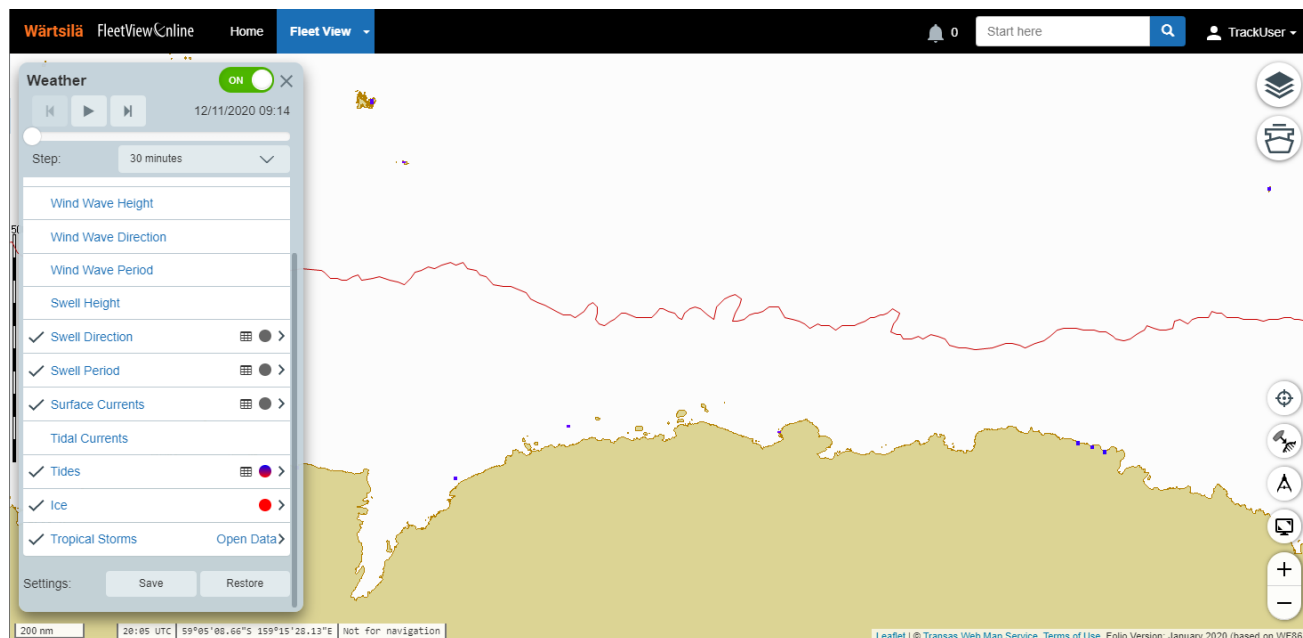 Wärtsilä FleetView Online Home Fleet View 0 Start here TrackUser
Weather ON
12/11/2020 09:14
Step: 30 minutes
Wind Wave Height
Wind Wave Direction
Wind Wave Period
Swell Height
Swell Direction
Swell Period
Surface Currents
Tidal Currents
Tides
Ice
Tropical Storms Open Data
Settings: Save Restore
200 nm 20:05 UTC 59°05'08.66"S 159°15'28.13"E Not for navigation
Leaflet | © Transas Web Map Service. Terms of Use. Folio Version: January 2020 (based on WF86